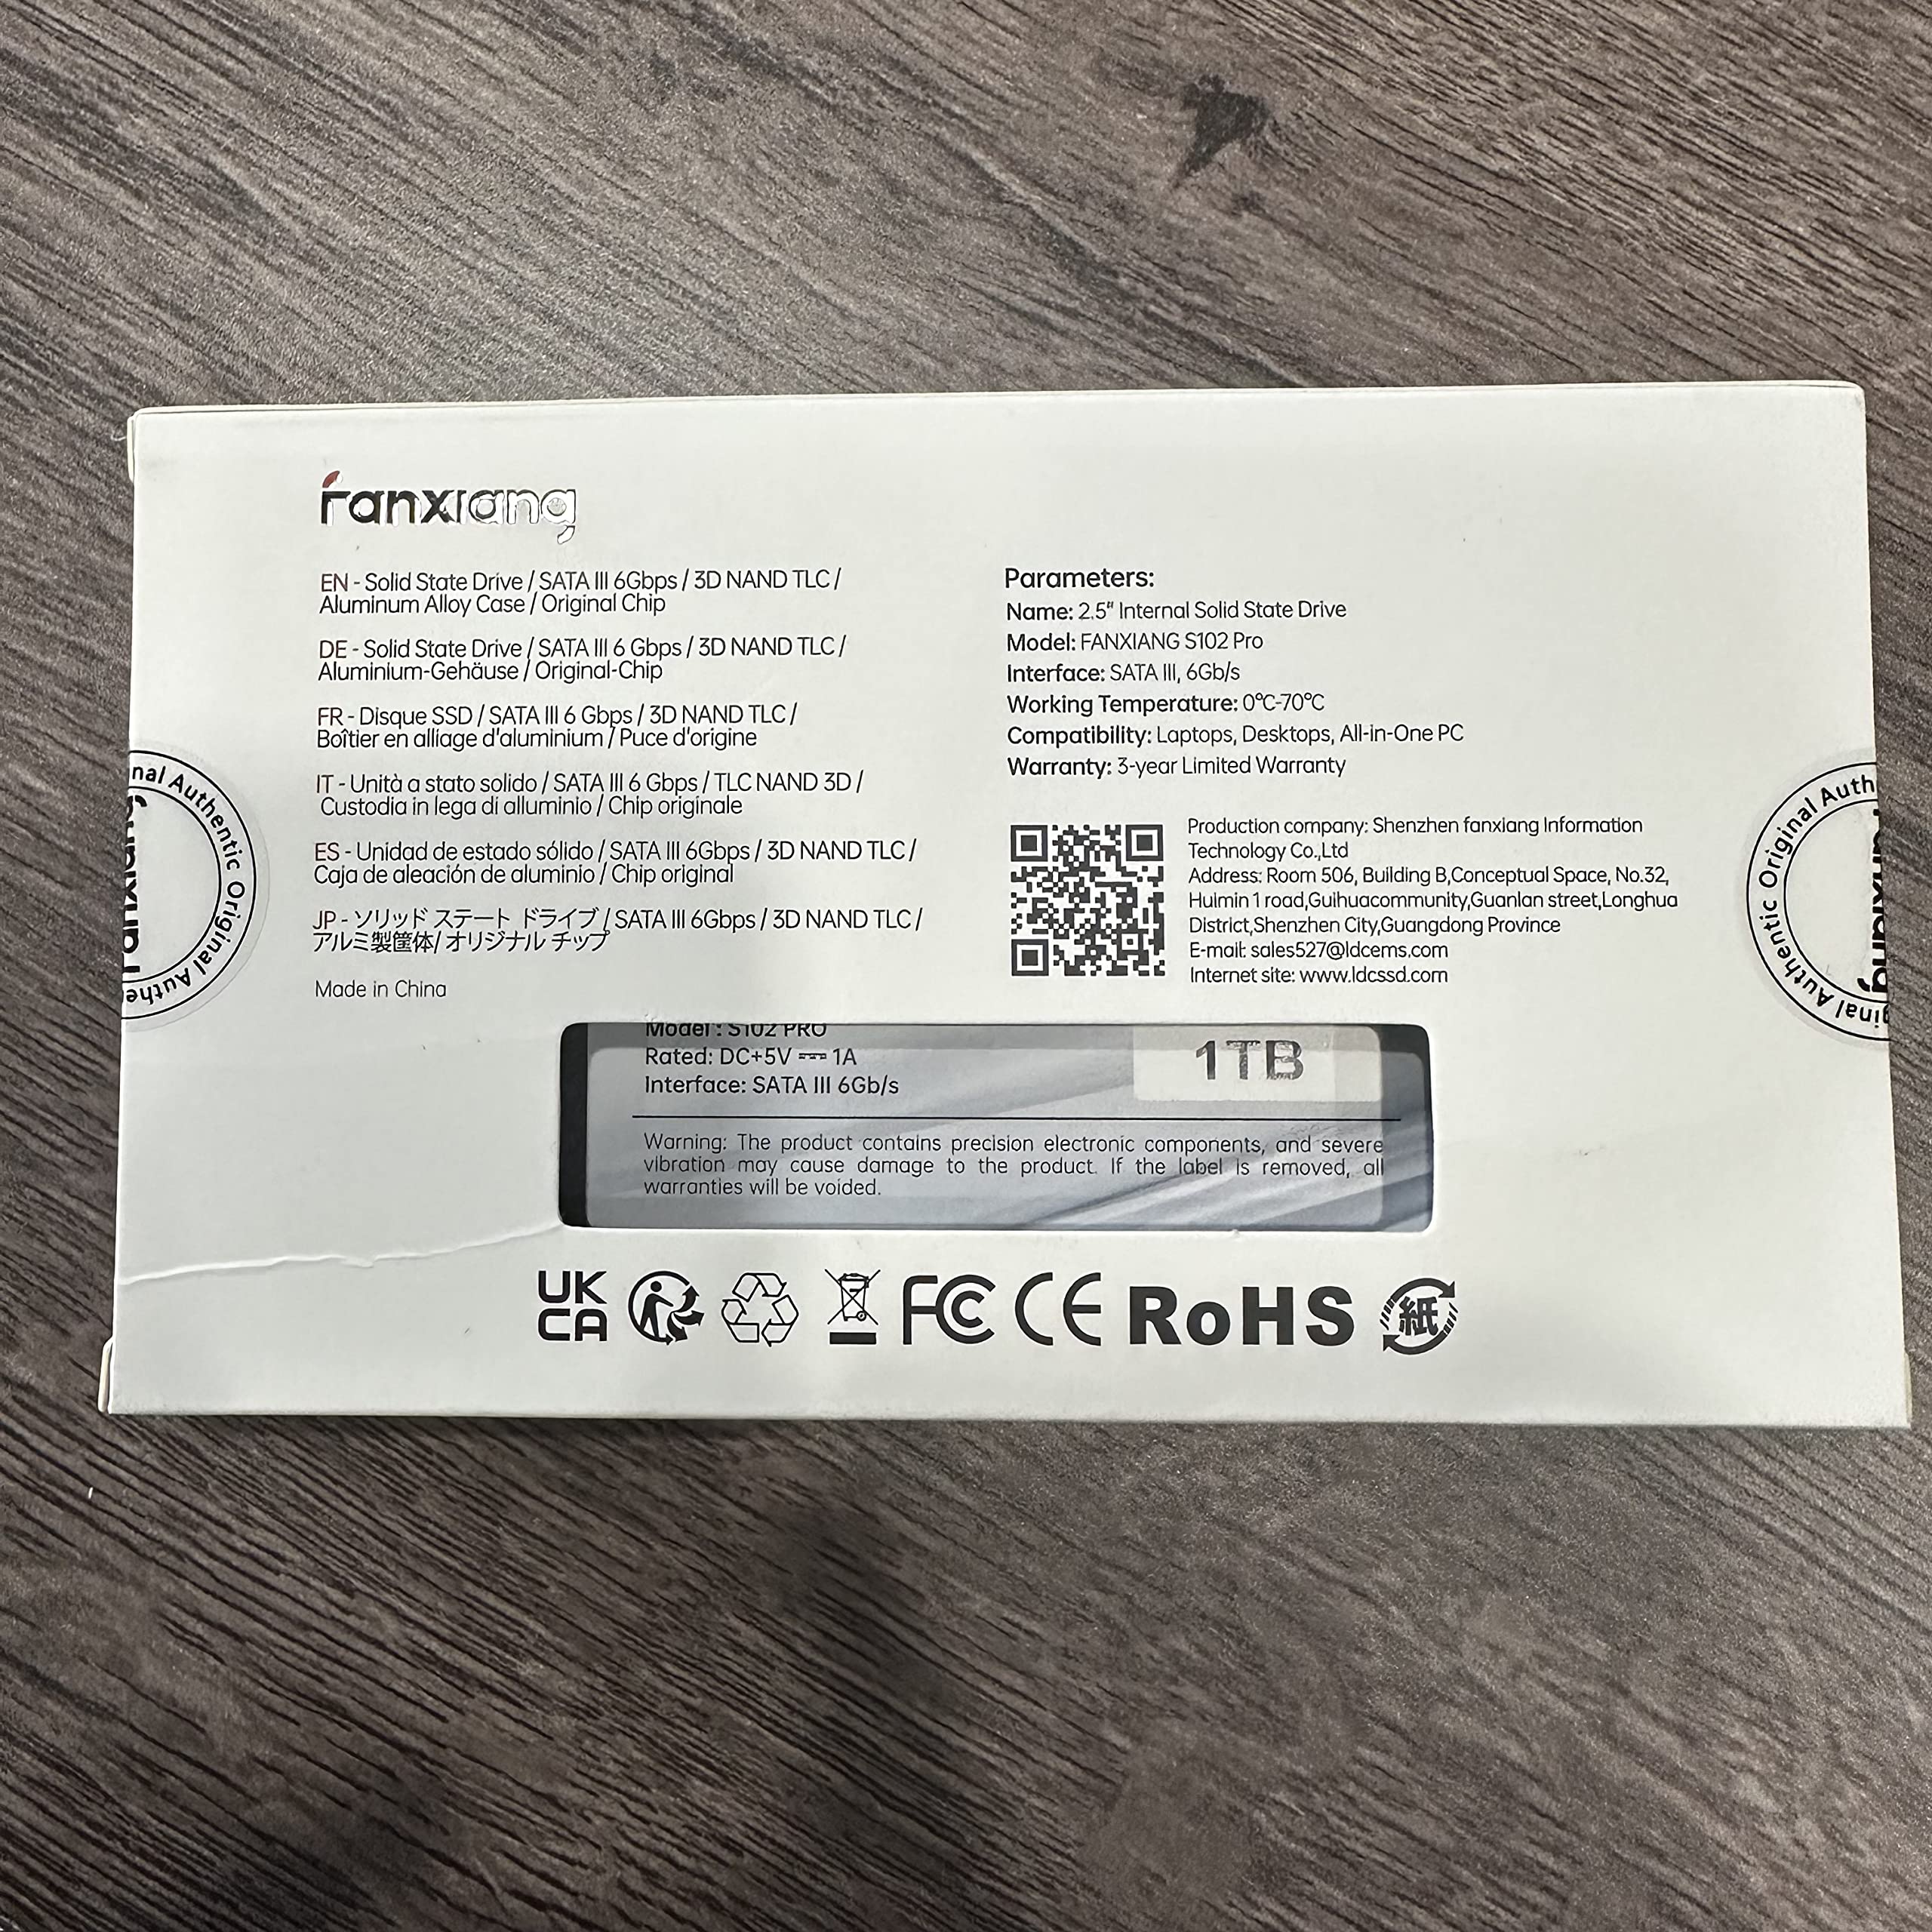 fanxiang
EN - Solid State Drive / SATA III 6Gbps / 3D NAND TLC /
Aluminum Alloy Case / Original Chip
DE - Solid State Drive / SATA III 6 Gbps / 3D NAND TLC /
Aluminium-Gehäuse / Original-Chip
FR - Disque SSD / SATA III 6 Gbps / 3D NAND TLC /
Boîtier en alliage d'aluminium / Puce d'origine
IT - Unità a stato solido / SATA III 6 Gbps / TLC NAND 3D /
Custodia in lega di alluminio / Chip originale
ES - Unidad de estado sólido / SATA III 6Gbps / 3D NAND TLC /
Caja de aleación de aluminio / Chip original
JP - ソリッド ステート ドライブ / SATA III 6Gbps / 3D NAND TLC /
アルミ製筐体/ オリジナル チップ
Made in China
Parameters:
Name: 2.5" Internal Solid State Drive
Model: FANXIANG S102 Pro
Interface: SATA III, 6Gb/s
Working Temperature: 0℃-70℃
Compatibility: Laptops, Desktops, All-in-One PC
Warranty: 3-year Limited Warranty
Production company: Shenzhen fanxiang Information
Technology Co.,Ltd
Address: Room 506, Building B,Conceptual Space, No.32,
Huimin 1 road,Guihuacommunity,Guanlan street,Longhua
District,Shenzhen City,Guangdong Province
E-mail: sales527@ldcems.com
Internet site: www.ldcssd.com
nal Authentic Original Authe
fanxiang
ginal Authentic Original Auth
fanxiang
Model : S102 PRO
Rated: DC+5V ⎓ 1A
Interface: SATA III 6Gb/s
1TB
Warning: The product contains precision electronic components, and severe
vibration may cause damage to the product. If the label is removed, all
warranties will be voided.
UK
CA
FC CE RoHS 紙